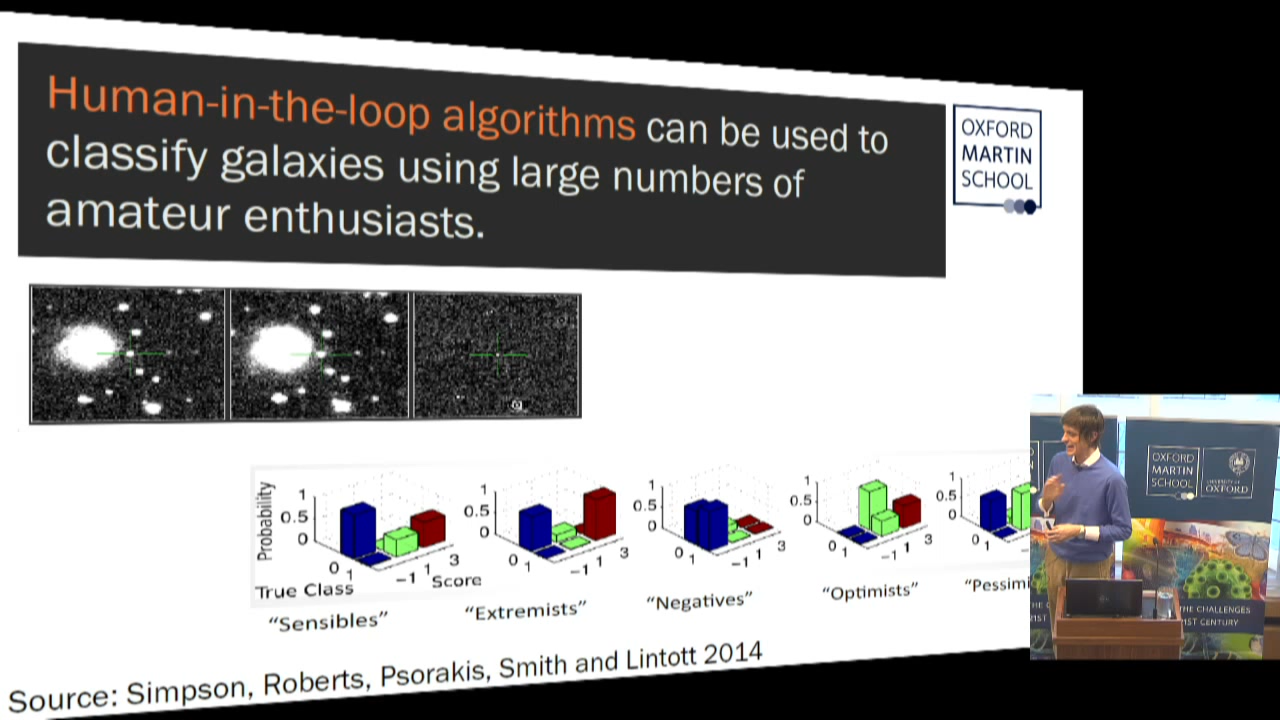 Human-in-the-loop algorithms can be used to
classify galaxies using large numbers of
amateur enthusiasts.
OXFORD
MARTIN
SCHOOL
Probability
1
0.5
0
0
1
-1
1
3
True Class
Score
"Sensibles"
1
0.5
0
0
1
-1
1
3
"Extremists"
1
0.5
0
0
1
-1
1
3
"Negatives"
1
0.5
0
0
1
-1
1
3
"Optimists"
1
0.5
0
0
1
"Pessimi
Source: Simpson, Roberts, Psorakis, Smith and Lintott 2014
OXFORD
MARTIN
SCHOOL
OXFORD
THE CHALLENGES
21ST CENTURY